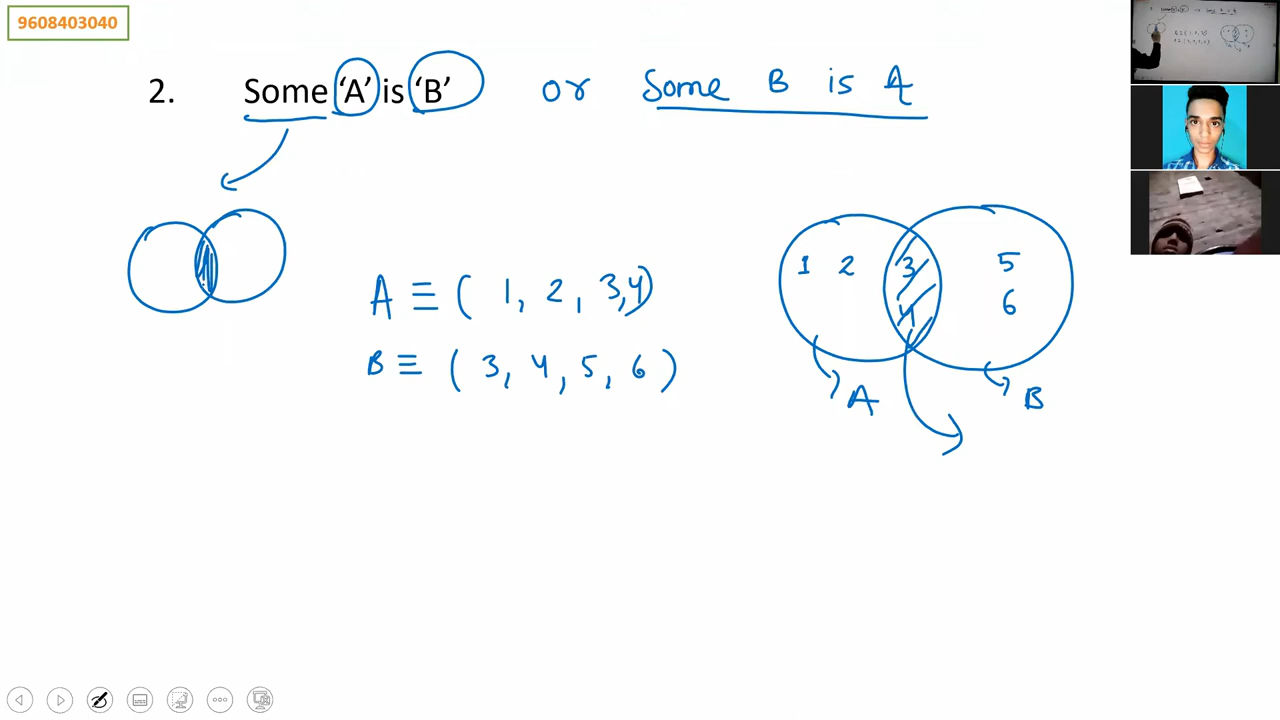 9608403040
2. Some ‘A’ is ‘B’ or Some B is A
A ≡ ( 1, 2, 3,4)
B ≡ ( 3, 4, 5, 6 )
1 2 3 5
4 6
A B